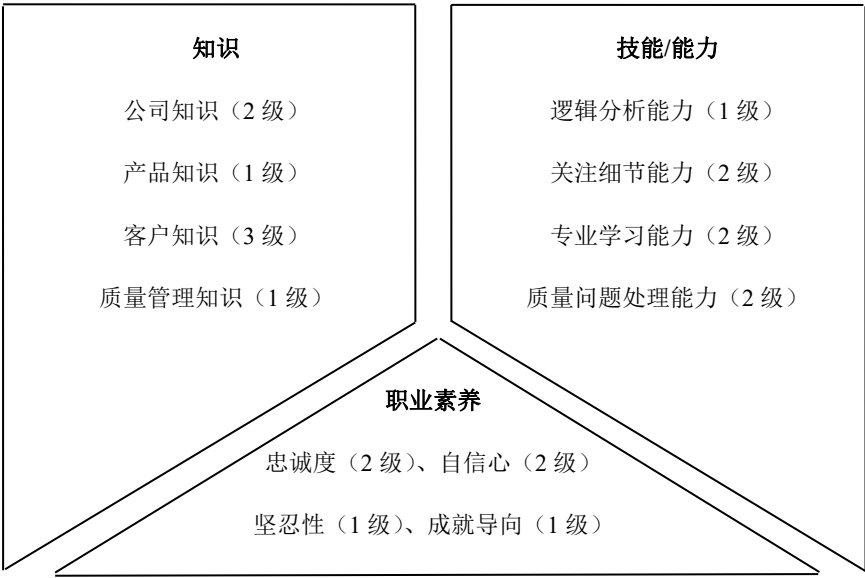 知识
公司知识（2 级）
产品知识（1 级）
客户知识（3 级）
质量管理知识（1 级）
技能/能力
逻辑分析能力（1 级）
关注细节能力（2 级）
专业学习能力（2 级）
质量问题处理能力（2 级）
职业素养
忠诚度（2 级）、自信心（2 级）
坚忍性（1 级）、成就导向（1 级）